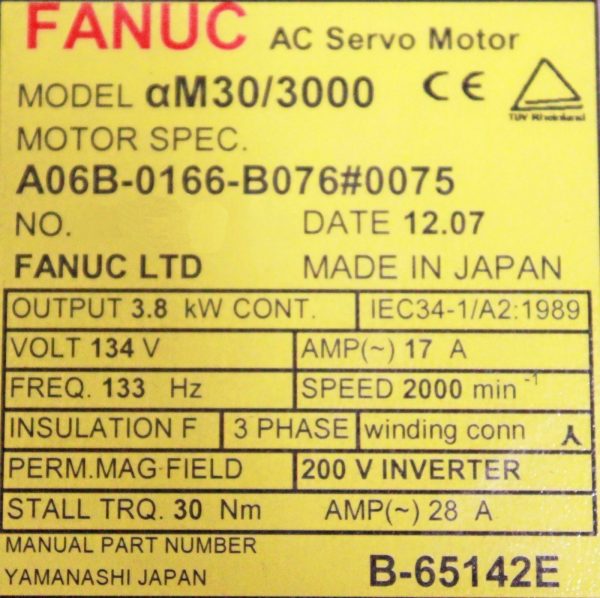 FANUC AC Servo Motor
MODEL αM30/3000 CE
TUV Rheinland
MOTOR SPEC.
A06B-0166-B076#0075
NO. DATE 12.07
FANUC LTD MADE IN JAPAN
OUTPUT 3.8 kW CONT. IEC34-1/A2:1989
VOLT 134 V AMP(~) 17 A
FREQ. 133 Hz SPEED 2000 min⁻¹
INSULATION F 3 PHASE winding conn
PERM.MAG FIELD 200 V INVERTER
STALL TRQ. 30 Nm AMP(~) 28 A
MANUAL PART NUMBER
YAMANASHI JAPAN B-65142E